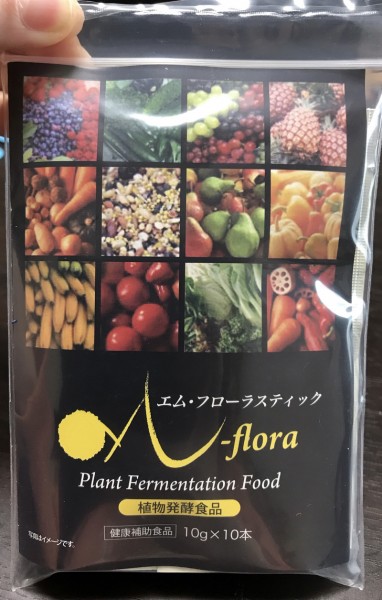 エム・フローラスティック
M-flora
Plant Fermentation Food
植物発酵食品
健康補助食品 10g×10本
写真はイメージです。